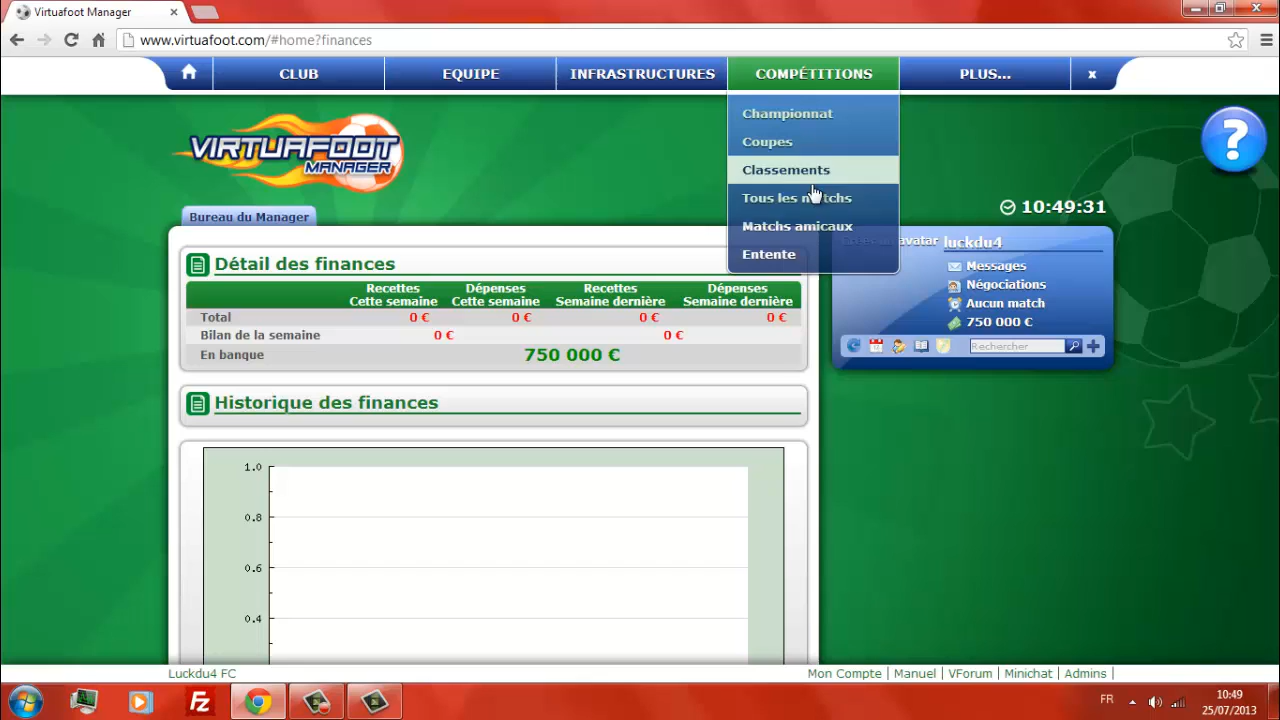 Virtuafoot Manager
www.virtuafoot.com/#home?finances
CLUB
EQUIPE
INFRASTRUCTURES
COMPÉTITIONS
PLUS...
x
Championnat
Coupes
Classements
Tous les matchs
Matchs amicaux
Entente
VIRTUAFOOT
MANAGER
?
10:49:31
Bureau du Manager
avatar luckdu4
Messages
Négociations
Aucun match
750 000 €
Rechercher
Détail des finances
Recettes Cette semaine
Dépenses Cette semaine
Recettes Semaine dernière
Dépenses Semaine dernière
Total 0 € 0 € 0 € 0 €
Bilan de la semaine 0 € 0 €
En banque 750 000 €
Historique des finances
1.0
0.8
0.6
0.4
Luckdu4 FC
Mon Compte | Manuel | VForum | Minichat | Admins |
Fz
FR
10:49
25/07/2013